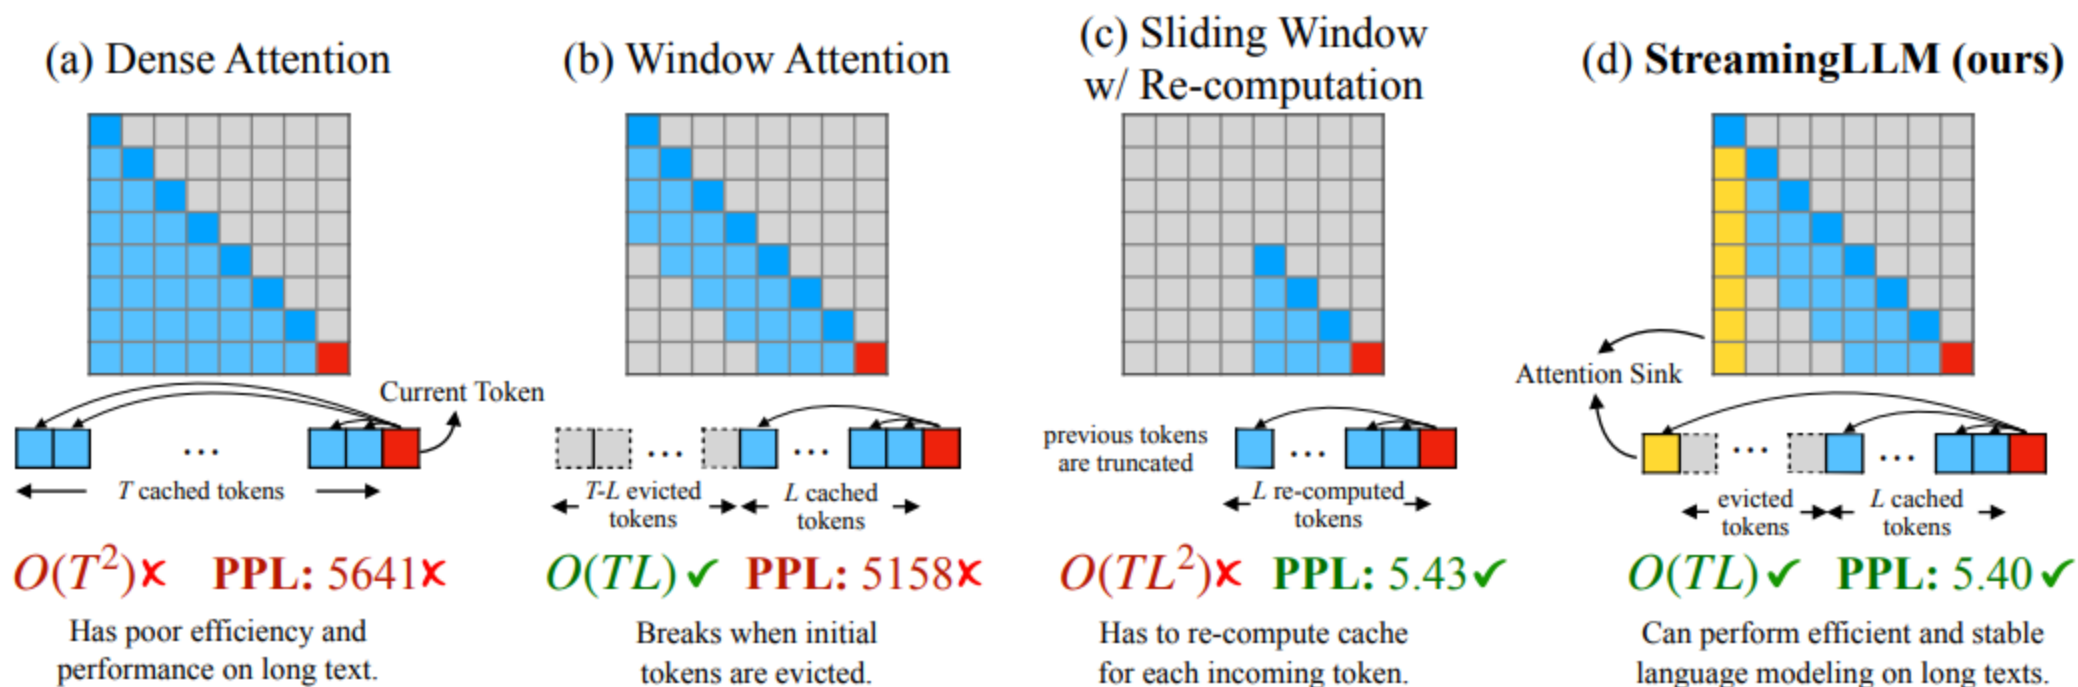 (a) Dense Attention
Current Token
...
T cached tokens
O(T²)✗ PPL: 5641✗
Has poor efficiency and
performance on long text.
(b) Window Attention
... ...
T-L evicted
tokens
L cached
tokens
O(TL)✓ PPL: 5158✗
Breaks when initial
tokens are evicted.
(c) Sliding Window
w/ Re-computation
previous tokens
are truncated
...
L re-computed
tokens
O(TL²)✗ PPL: 5.43✓
Has to re-compute cache
for each incoming token.
(d) StreamingLLM (ours)
Attention Sink
... ...
evicted
tokens
L cached
tokens
O(TL)✓ PPL: 5.40✓
Can perform efficient and stable
language modeling on long texts.